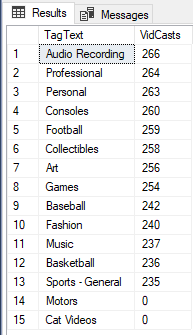 Results Messages
TagText VidCasts
1 Audio Recording 266
2 Professional 264
3 Personal 263
4 Consoles 260
5 Football 259
6 Collectibles 258
7 Art 256
8 Games 254
9 Baseball 242
10 Fashion 240
11 Music 237
12 Basketball 236
13 Sports - General 235
14 Motors 0
15 Cat Videos 0